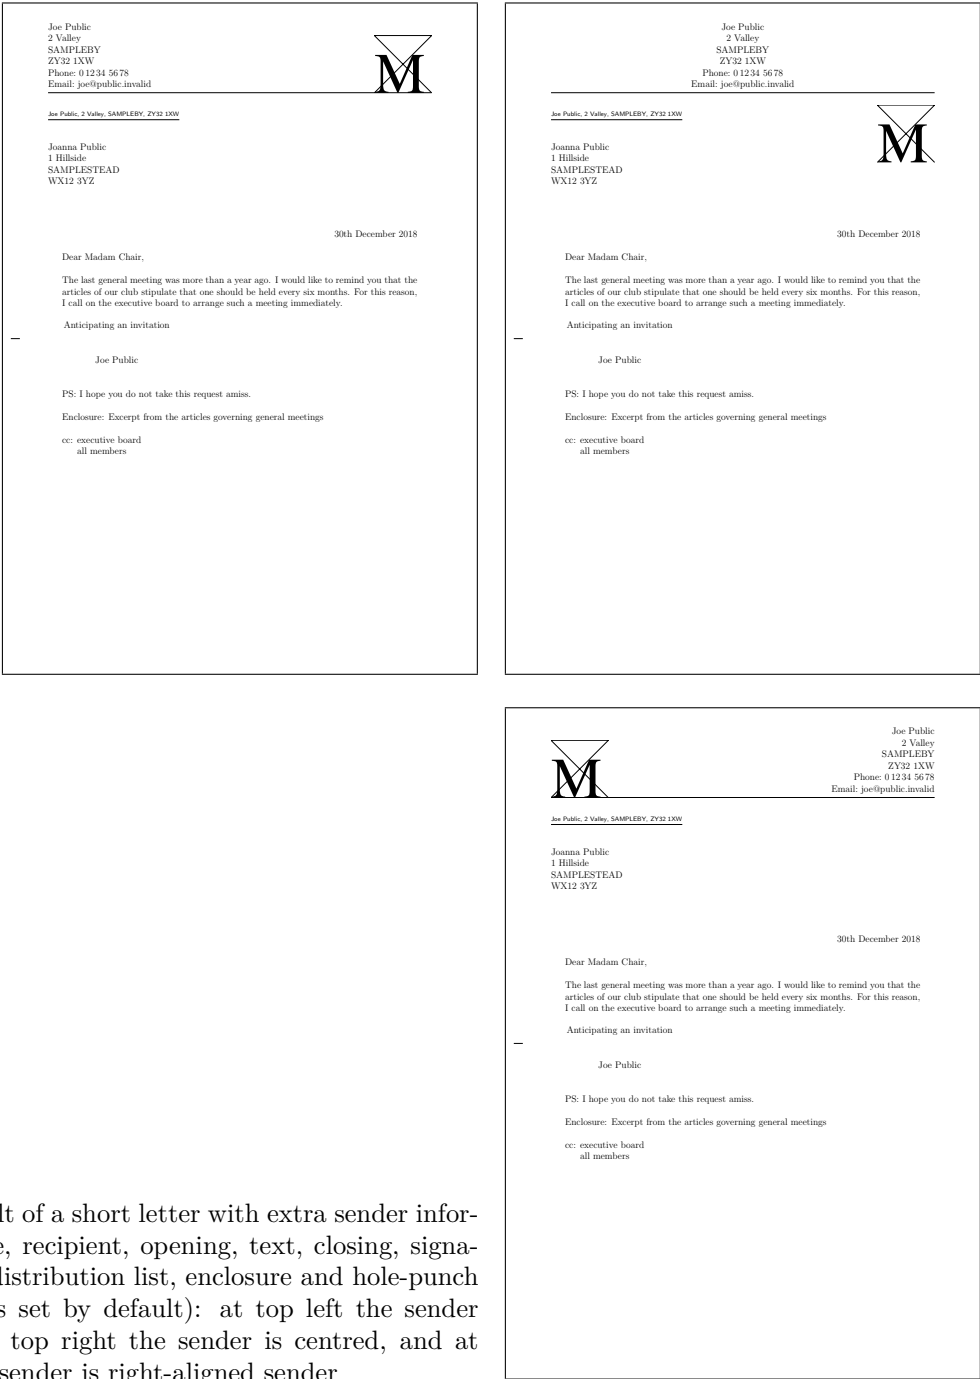 Joe Public
2 Valley
SAMPLEBY
ZY32 1XW
Phone: 0 12 34 56 78
Email: joe@public.invalid
M
Joe Public, 2 Valley, SAMPLEBY, ZY32 1XW
Joanna Public
1 Hillside
SAMPLESTEAD
WX12 3YZ
30th December 2018
Dear Madam Chair,
The last general meeting was more than a year ago. I would like to remind you that the
articles of our club stipulate that one should be held every six months. For this reason,
I call on the executive board to arrange such a meeting immediately.
Anticipating an invitation
Joe Public
PS: I hope you do not take this request amiss.
Enclosure: Excerpt from the articles governing general meetings
cc: executive board
all members
Joe Public
2 Valley
SAMPLEBY
ZY32 1XW
Phone: 0 12 34 56 78
Email: joe@public.invalid
Joe Public, 2 Valley, SAMPLEBY, ZY32 1XW
M
Joanna Public
1 Hillside
SAMPLESTEAD
WX12 3YZ
30th December 2018
Dear Madam Chair,
The last general meeting was more than a year ago. I would like to remind you that the
articles of our club stipulate that one should be held every six months. For this reason,
I call on the executive board to arrange such a meeting immediately.
Anticipating an invitation
Joe Public
PS: I hope you do not take this request amiss.
Enclosure: Excerpt from the articles governing general meetings
cc: executive board
all members
lt of a short letter with extra sender infor-
e, recipient, opening, text, closing, signa-
distribution list, enclosure and hole-punch
s set by default): at top left the sender
top right the sender is centred, and at
sender is right-aligned sender
Joe Public
2 Valley
SAMPLEBY
ZY32 1XW
Phone: 0 12 34 56 78
Email: joe@public.invalid
M
Joe Public, 2 Valley, SAMPLEBY, ZY32 1XW
Joanna Public
1 Hillside
SAMPLESTEAD
WX12 3YZ
30th December 2018
Dear Madam Chair,
The last general meeting was more than a year ago. I would like to remind you that the
articles of our club stipulate that one should be held every six months. For this reason,
I call on the executive board to arrange such a meeting immediately.
Anticipating an invitation
Joe Public
PS: I hope you do not take this request amiss.
Enclosure: Excerpt from the articles governing general meetings
cc: executive board
all members